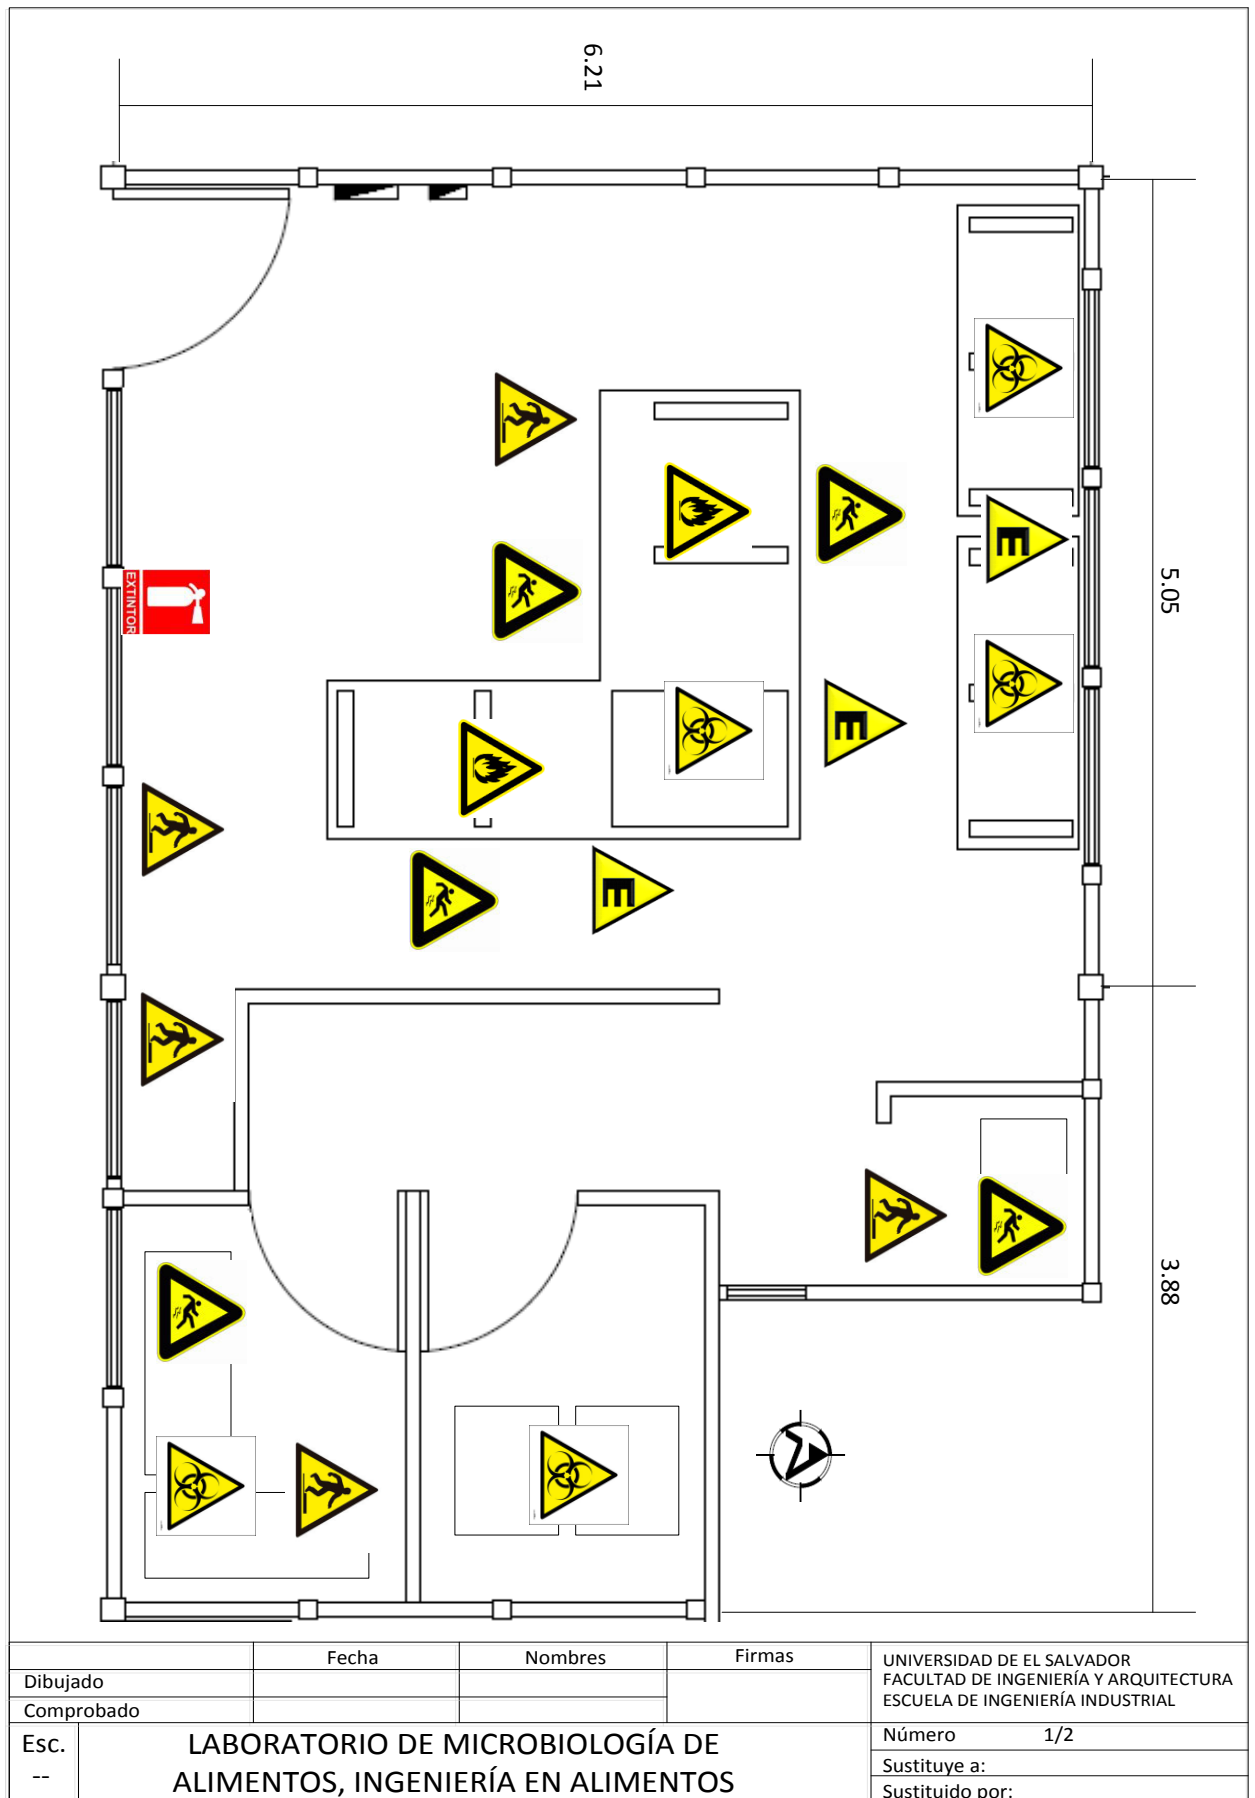 6.21
5.05
EXTINTOR
E
E
E
3.88
Fecha
Nombres
Firmas
Dibujado
Comprobado
UNIVERSIDAD DE EL SALVADOR
FACULTAD DE INGENIERÍA Y ARQUITECTURA
ESCUELA DE INGENIERÍA INDUSTRIAL
Esc.
--
LABORATORIO DE MICROBIOLOGÍA DE
ALIMENTOS, INGENIERÍA EN ALIMENTOS
Número 1/2
Sustituye a:
Sustituido por: